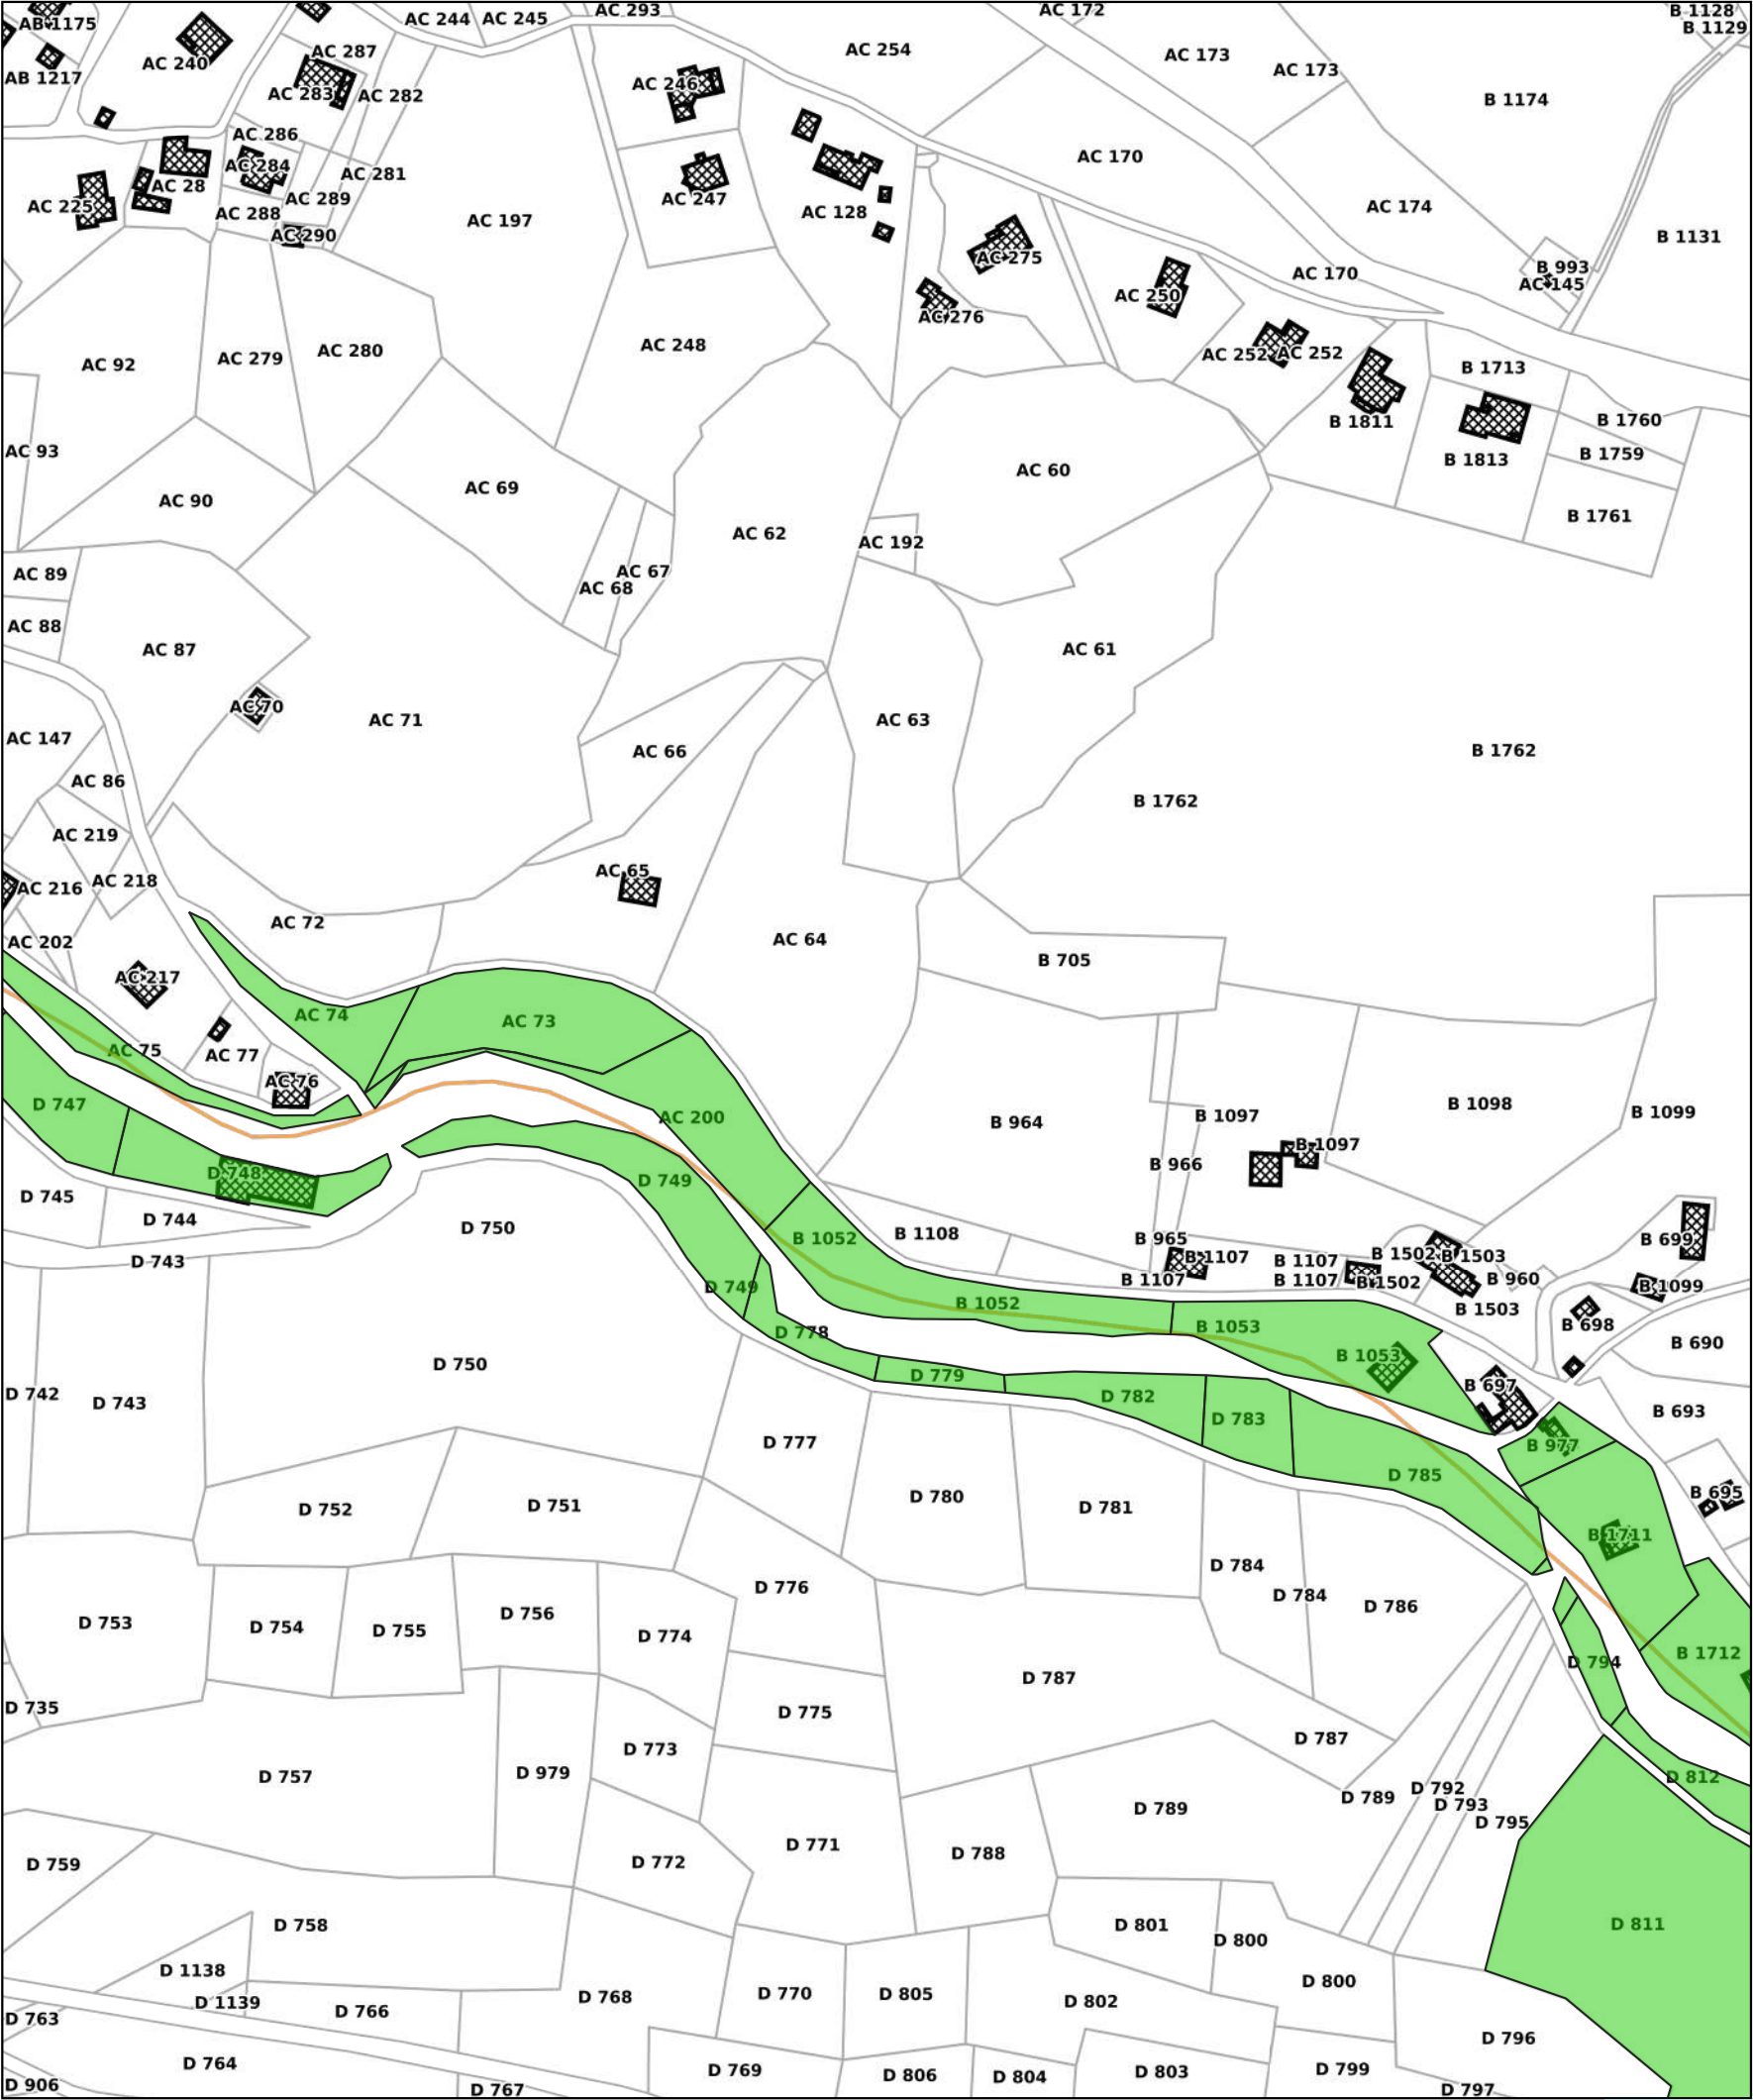 AC 244 AC 245 AC 293 AC 172 B 1128
AB 1175 B 1129
AC 240 AC 287 AC 254 AC 173 AC 173
AB 1217 AC 283 AC 282 AC 246 B 1174
AC 286
AC 284 AC 281 AC 170
AC 28 AC 289 AC 247
AC 225 AC 288 AC 197 AC 128 AC 174
AC 290 B 1131
AC 275 AC 170 B 993
AC 250 AC 145
AC 276
AC 92 AC 279 AC 280 AC 248 AC 252 AC 252 B 1713
B 1811 B 1760
AC 93 B 1813 B 1759
AC 90 AC 69 AC 60 B 1761
AC 62 AC 192
AC 89 AC 68 AC 67
AC 88
AC 87 AC 61
AC 70 AC 71 AC 63
AC 147 AC 66 B 1762
AC 86 B 1762
AC 219
AC 216 AC 218 AC 65
AC 202 AC 72 AC 64
AC 217 B 705
AC 74 AC 73
AC 75 AC 77
AC 76
D 747 AC 200 B 964 B 1097 B 1098 B 1099
B 1097
D 748 D 749 B 966
D 745
D 744 D 750 B 1052 B 1108 B 965 B 699
D 743 B 1107 B 1107 B 1502 B 1503
D 749 B 1107 B 1107 B 1502 B 960 B 1099
B 1052 B 1503
D 778 B 1053 B 698
D 750 D 779 B 1053 B 690
D 742 D 743 D 782 B 697
D 783 B 693
D 777 B 977
D 785
D 752 D 751 D 780 D 781 B 695
B 1711
D 784
D 776 D 784 D 786
D 753 D 754 D 755 D 756 D 774
D 787 D 794 B 1712
D 735 D 775
D 773 D 787
D 757 D 979 D 812
D 789 D 789 D 792
D 793
D 795
D 759 D 772 D 771 D 788
D 758 D 801 D 800 D 811
D 1138 D 800
D 1139 D 766 D 768 D 770 D 805 D 802
D 763
D 764 D 796
D 906 D 767 D 769 D 806 D 804 D 803 D 799
D 797